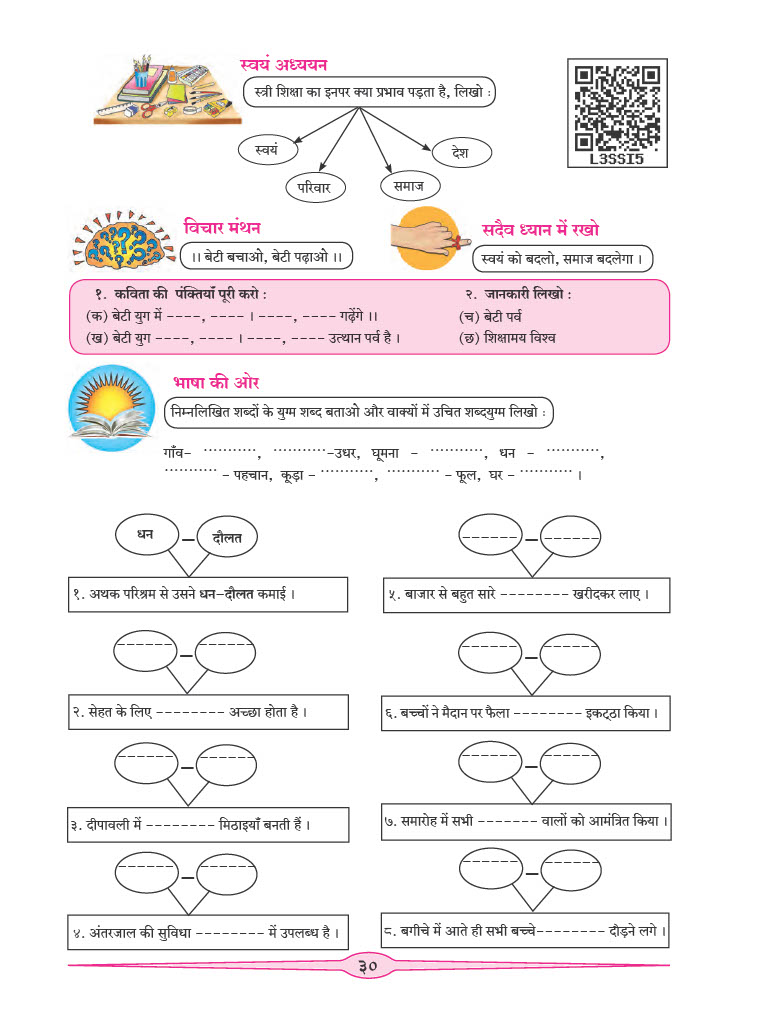 स्वयं अध्ययन
स्त्री शिक्षा का इनपर क्या प्रभाव पड़ता है, लिखो :
स्वयं
देश
परिवार
समाज
L3SSI5
विचार मंथन
।। बेटी बचाओ, बेटी पढ़ाओ ।।
सदैव ध्यान में रखो
स्वयं को बदलो, समाज बदलेगा ।
१. कविता की पंक्तियाँ पूरी करो :
(क) बेटी युग में ----, ---- । ----, ---- गढ़ेंगे ।।
(ख) बेटी युग ----, ---- । ----, ---- उत्थान पर्व है ।
२. जानकारी लिखो :
(च) बेटी पर्व
(छ) शिक्षामय विश्व
भाषा की ओर
निम्नलिखित शब्दों के युग्म शब्द बताओ और वाक्यों में उचित शब्दयुग्म लिखो :
गाँव- ..........., ...........-उधर, घूमना - ..........., धन - ...........,
........... - पहचान, कूड़ा - ..........., ........... - फूल, घर - ........... ।
धन – दौलत
१. अथक परिश्रम से उसने धन-दौलत कमाई ।
------ – ------
२. सेहत के लिए -------- अच्छा होता है ।
------ – ------
३. दीपावली में -------- मिठाइयाँ बनती हैं ।
------ – ------
४. अंतरजाल की सुविधा -------- में उपलब्ध है ।
------ – ------
५. बाजार से बहुत सारे -------- खरीदकर लाए ।
------ – ------
६. बच्चों ने मैदान पर फैला -------- इकट्ठा किया ।
------ – ------
७. समारोह में सभी ------- वालों को आमंत्रित किया ।
------ – ------
८. बगीचे में आते ही सभी बच्चे-------- दौड़ने लगे ।
३०